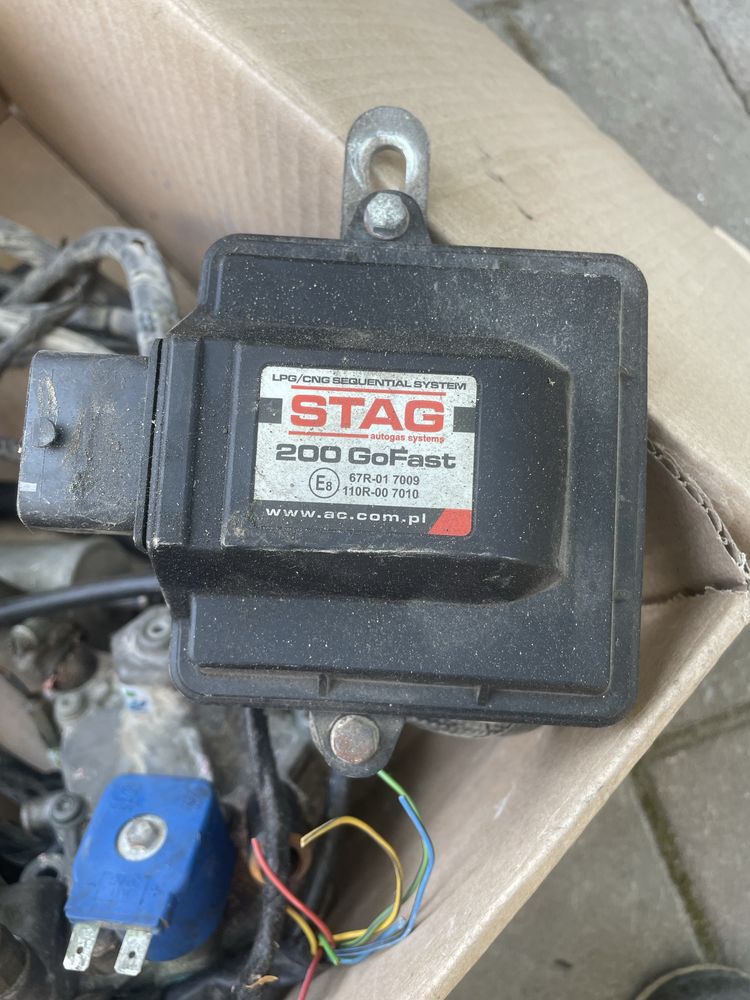 LPG/CNG SEQUENTIAL SYSTEM
STAG
autogas systems
200 GoFast
E8 67R-01 7009
110R-00 7010
www.ac.com.pl